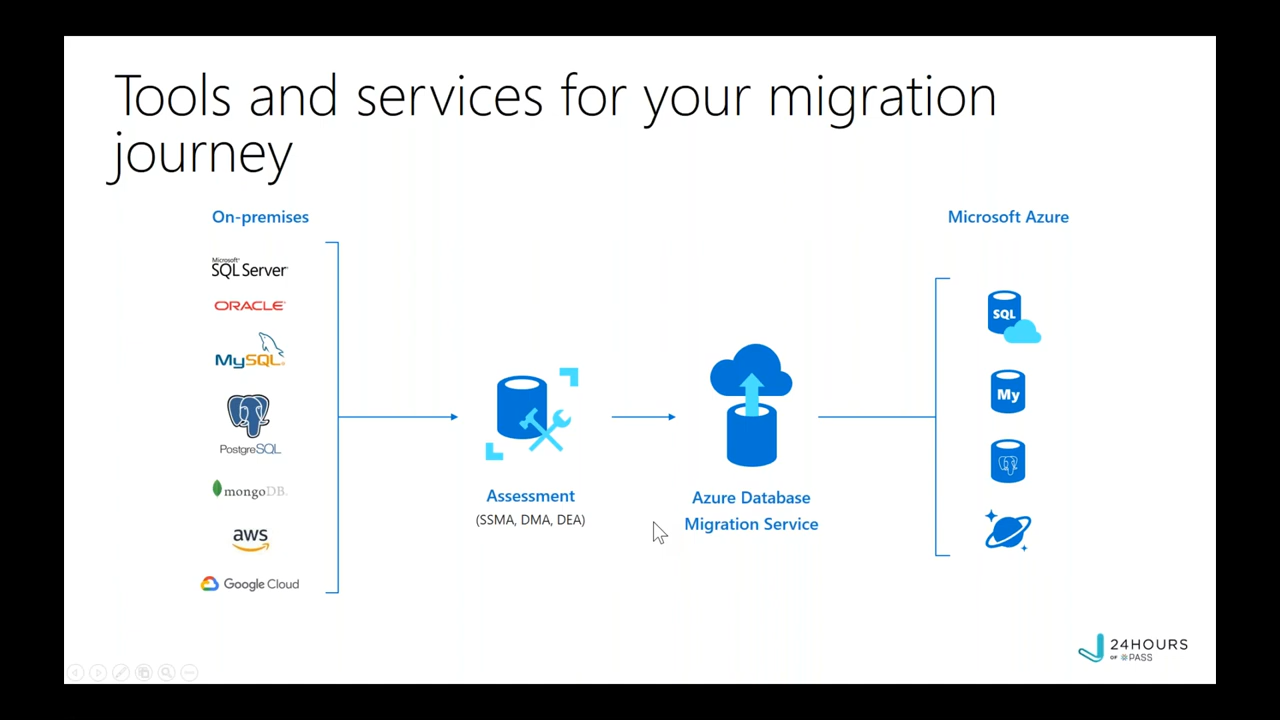 Tools and services for your migration
journey
On-premises
Microsoft Azure
Microsoft
SQL Server
ORACLE
MySQL
PostgreSQL
mongoDB
aws
Google Cloud
Assessment
(SSMA, DMA, DEA)
Azure Database
Migration Service
SQL
My
24HOURS
OF PASS